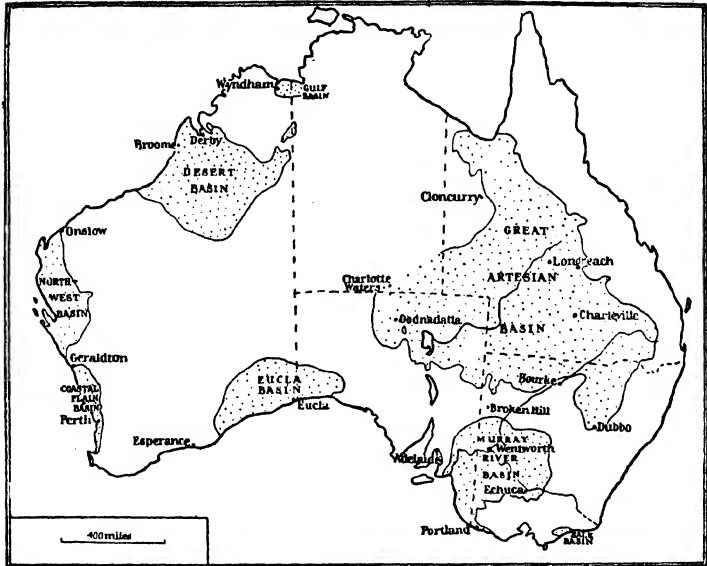 Wyndham
GULF
BASIN
Broome
Derby
DESERT
BASIN
Cloncurry
GREAT
Onslow
Longreach
Charlotte
Waters
ARTESIAN
NORTH
WEST
BASIN
Oodnadatta
BASIN
Charleville
Geraldton
EUCLA
BASIN
Bourke
COASTAL
PLAIN
BASIN
Eucla
Broken Hill
Perth
Dubbo
Esperance
Adelaide
MURRAY
Wentworth
RIVER
BASIN
Echuca
Portland
BASIN
400 miles